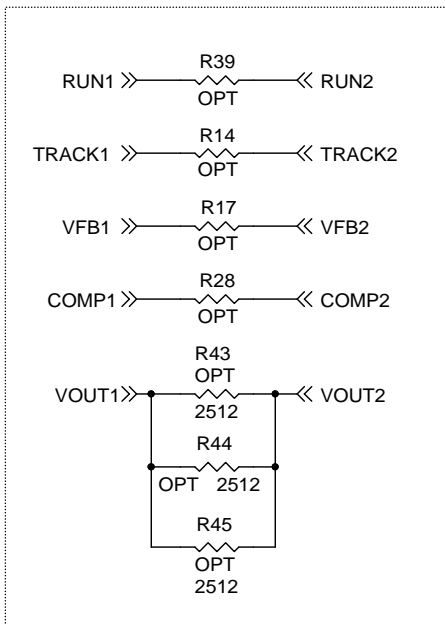 R39
RUN1 RUN2
OPT
R14
TRACK1 TRACK2
OPT
R17
VFB1 VFB2
OPT
R28
COMP1 COMP2
OPT
R43
OPT
VOUT1 VOUT2
2512
R44
OPT 2512
R45
OPT
2512